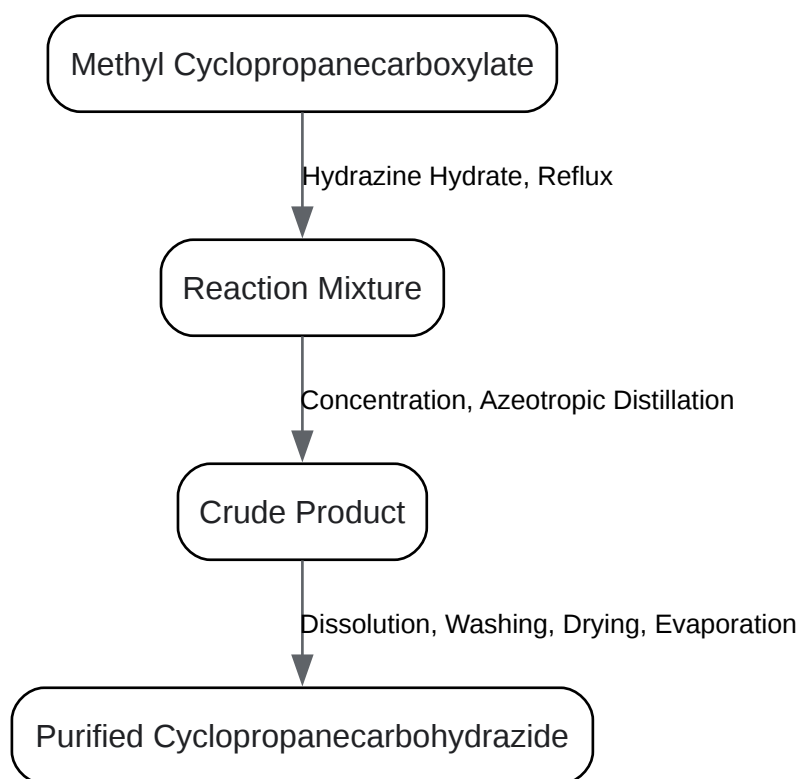 Methyl Cyclopropanecarboxylate
Hydrazine Hydrate, Reflux
Reaction Mixture
Concentration, Azeotropic Distillation
Crude Product
Dissolution, Washing, Drying, Evaporation
Purified Cyclopropanecarbohydrazide